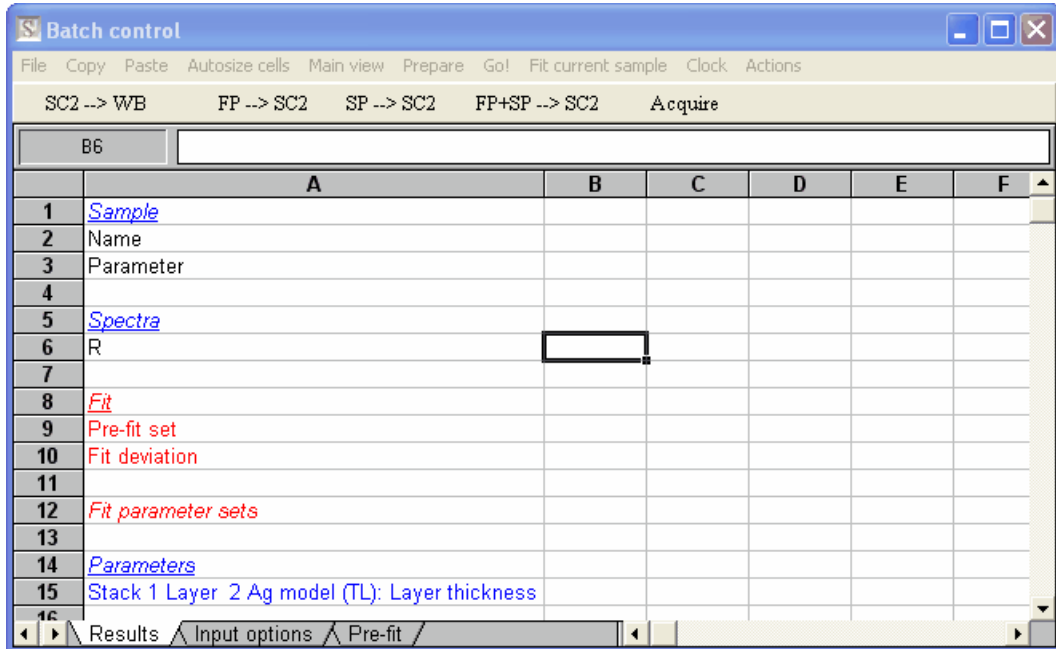 Batch control
File Copy Paste Autosize cells Main view Prepare Go! Fit current sample Clock Actions
SC2 --> WB FP --> SC2 SP --> SC2 FP+SP --> SC2 Acquire
B6
A B C D E F
1 Sample
2 Name
3 Parameter
4
5 Spectra
6 R
7
8 Fit
9 Pre-fit set
10 Fit deviation
11
12 Fit parameter sets
13
14 Parameters
15 Stack 1 Layer 2 Ag model (TL): Layer thickness
16
Results Input options Pre-fit